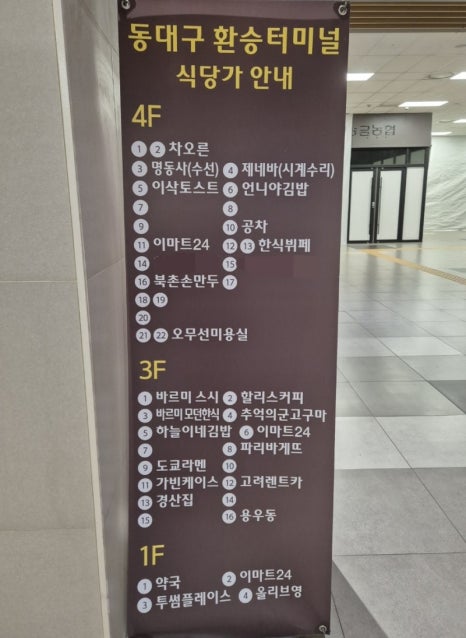 동대구 환승터미널
식당가 안내
4F
① ② 차오른
③ 명동사(수선) ④ 제네바(시계수리)
⑤ 이삭토스트 ⑥ 언니야김밥
⑦ ⑧
⑨ ⑩ 공차
⑪ 이마트24 ⑫ ⑬ 한식뷔페
⑭ ⑮
⑯ 북촌손만두 ⑰
⑱ ⑲
⑳
㉑ ㉒ 오무선미용실
3F
① 바르미 스시 ② 할리스커피
③ 바르미 모던한식 ④ 추억의군고구마
⑤ 하늘이네김밥 ⑥ 이마트24
⑦ ⑧ 파리바게뜨
⑨ 도쿄라멘 ⑩
⑪ 가빈케이스 ⑫ 고려렌트카
⑬ 경산집 ⑭
⑮ ⑯ 용우동
1F
① 약국 ② 이마트24
③ 투썸플레이스 ④ 올리브영
농협